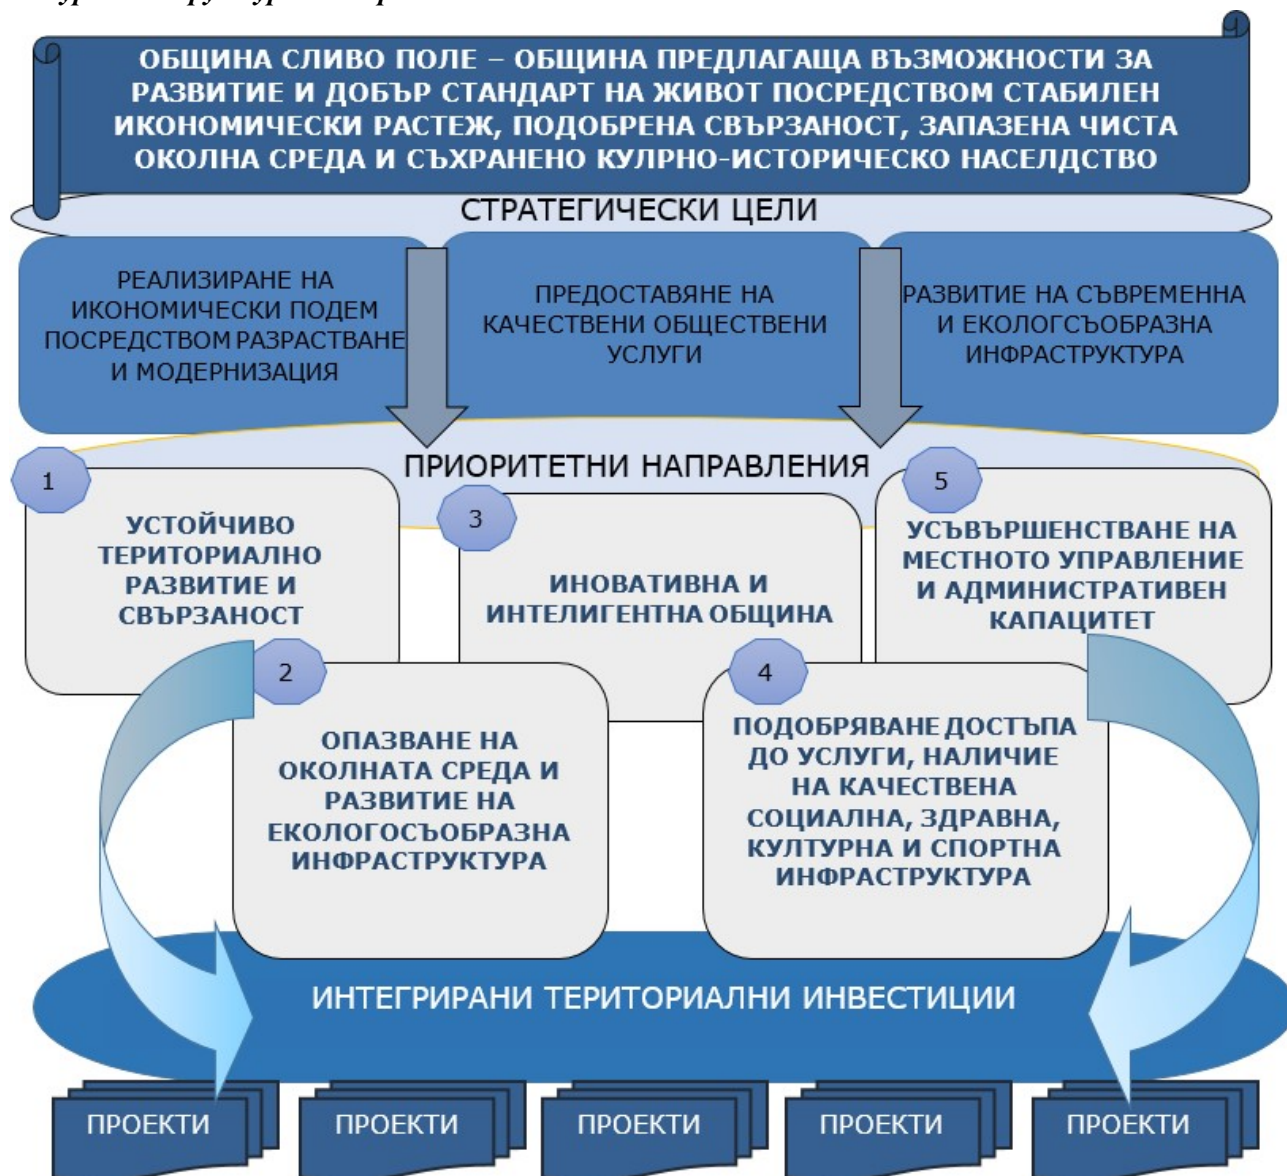 ОБЩИНА СЛИВО ПОЛЕ – ОБЩИНА ПРЕДЛАГАЩА ВЪЗМОЖНОСТИ ЗА
РАЗВИТИЕ И ДОБЪР СТАНДАРТ НА ЖИВОТ ПОСРЕДСТВОМ СТАБИЛЕН
ИКОНОМИЧЕСКИ РАСТЕЖ, ПОДОБРЕНА СВЪРЗАНОСТ, ЗАПАЗЕНА ЧИСТА
ОКОЛНА СРЕДА И СЪХРАНЕНО КУЛРНО-ИСТОРИЧЕСКО НАСЕЛДСТВО
СТРАТЕГИЧЕСКИ ЦЕЛИ
РЕАЛИЗИРАНЕ НА
ИКОНОМИЧЕСКИ ПОДЕМ
ПОСРЕДСТВОМ РАЗРАСТВАНЕ
И МОДЕРНИЗАЦИЯ
ПРЕДОСТАВЯНЕ НА
КАЧЕСТВЕНИ ОБЩЕСТВЕНИ
УСЛУГИ
РАЗВИТИЕ НА СЪВРЕМЕННА
И ЕКОЛОГСЪОБРАЗНА
ИНФРАСТРУКТУРА
ПРИОРИТЕТНИ НАПРАВЛЕНИЯ
1
УСТОЙЧИВО
ТЕРИТОРИАЛНО
РАЗВИТИЕ И
СВЪРЗАНОСТ
2
ОПАЗВАНЕ НА
ОКОЛНАТА СРЕДА И
РАЗВИТИЕ НА
ЕКОЛОГОСЪОБРАЗНА
ИНФРАСТРУКТУРА
3
ИНОВАТИВНА И
ИНТЕЛИГЕНТНА ОБЩИНА
4
ПОДОБРЯВАНЕ ДОСТЪПА
ДО УСЛУГИ, НАЛИЧИЕ
НА КАЧЕСТВЕНА
СОЦИАЛНА, ЗДРАВНА,
КУЛТУРНА И СПОРТНА
ИНФРАСТРУКТУРА
5
УСЪВЪРШЕНСТВАНЕ НА
МЕСТНОТО УПРАВЛЕНИЕ
И АДМИНИСТРАТИВЕН
КАПАЦИТЕТ
ИНТЕГРИРАНИ ТЕРИТОРИАЛНИ ИНВЕСТИЦИИ
ПРОЕКТИ
ПРОЕКТИ
ПРОЕКТИ
ПРОЕКТИ
ПРОЕКТИ